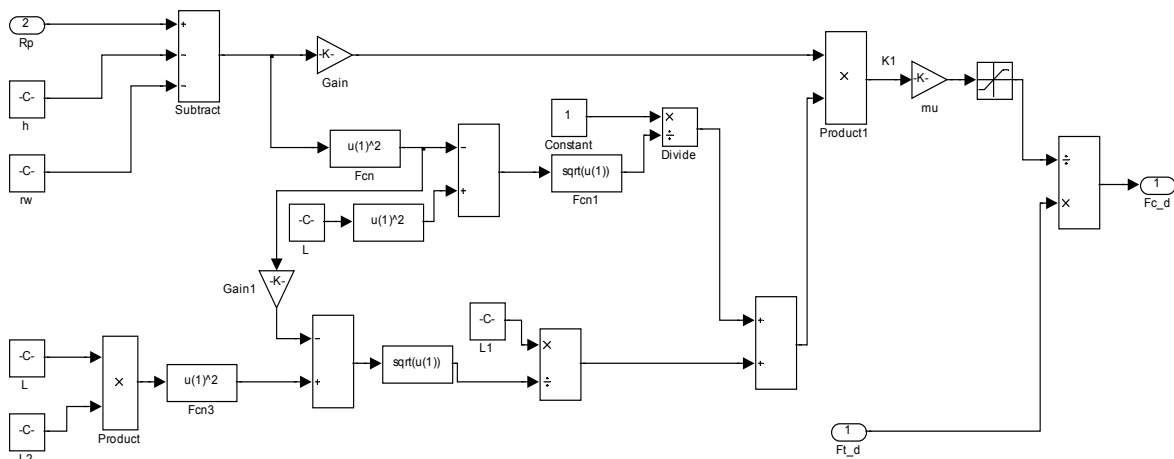 2
Rp
+
-
-
Subtract
-C-
h
-C-
rw
-K-
Gain
u(1)^2
Fcn
-
+
-C-
L
u(1)^2
1
Constant
sqrt(u(1))
Fcn1
×
÷
Divide
×
Product1
K1
-K-
mu
÷
×
1
Fc_d
-K-
Gain1
-C-
L
-C-
L2
×
Product
u(1)^2
Fcn3
-
+
sqrt(u(1))
-C-
L1
×
÷
+
+
1
Ft_d